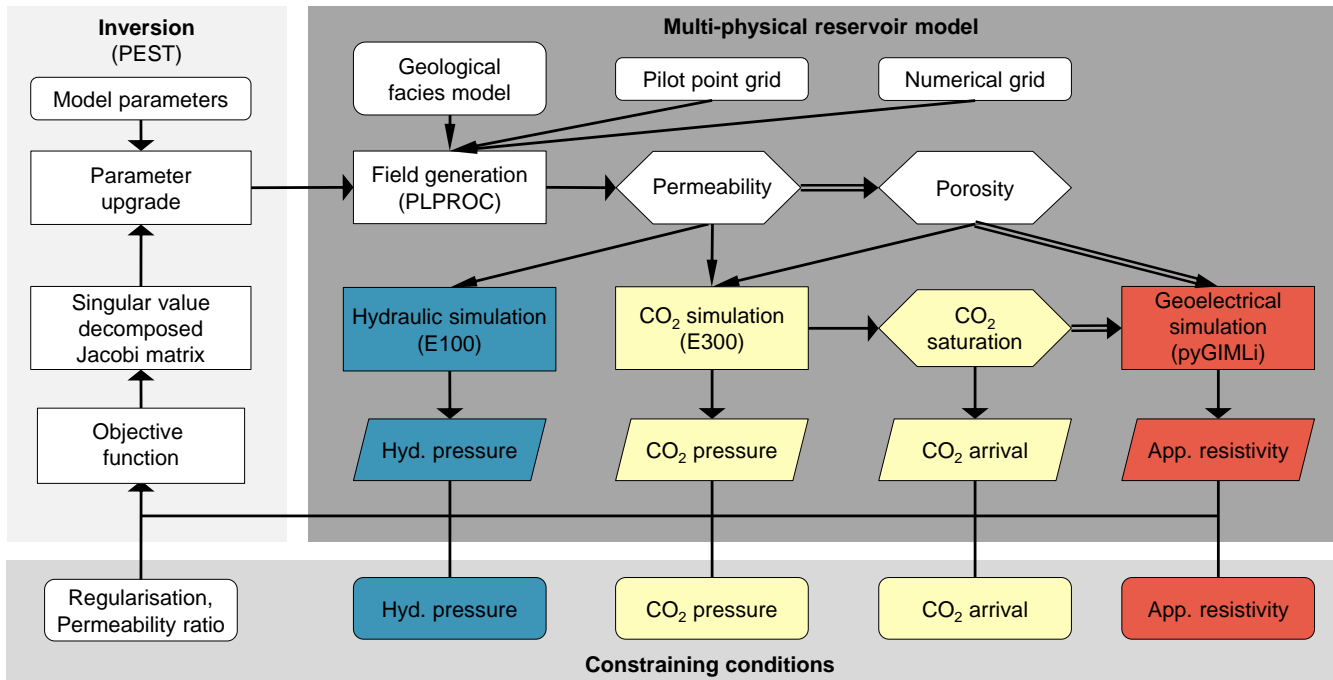 Inversion
(PEST)
Model parameters
Parameter
upgrade
Singular value
decomposed
Jacobi matrix
Objective
function
Multi-physical reservoir model
Geological
facies model
Pilot point grid
Numerical grid
Field generation
(PLPROC)
Permeability
Porosity
Hydraulic simulation
(E100)
CO₂ simulation
(E300)
CO₂
saturation
Geoelectrical
simulation
(pyGIMLi)
Hyd. pressure
CO₂ pressure
CO₂ arrival
App. resistivity
Regularisation,
Permeability ratio
Hyd. pressure
CO₂ pressure
CO₂ arrival
App. resistivity
Constraining conditions